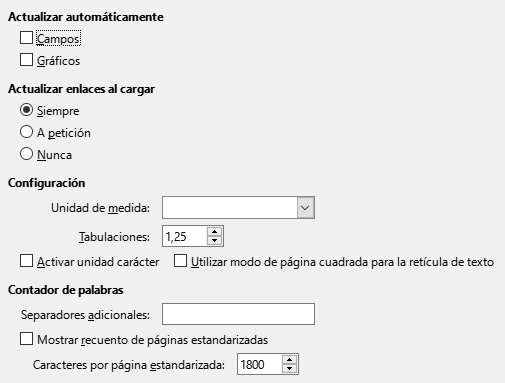 Actualizar automáticamente
Campos
Gráficos
Actualizar enlaces al cargar
Siempre
A petición
Nunca
Configuración
Unidad de medida:
Tabulaciones: 1,25
Activar unidad carácter Utilizar modo de página cuadrada para la retícula de texto
Contador de palabras
Separadores adicionales:
Mostrar recuento de páginas estandarizadas
Caracteres por página estandarizada: 1800